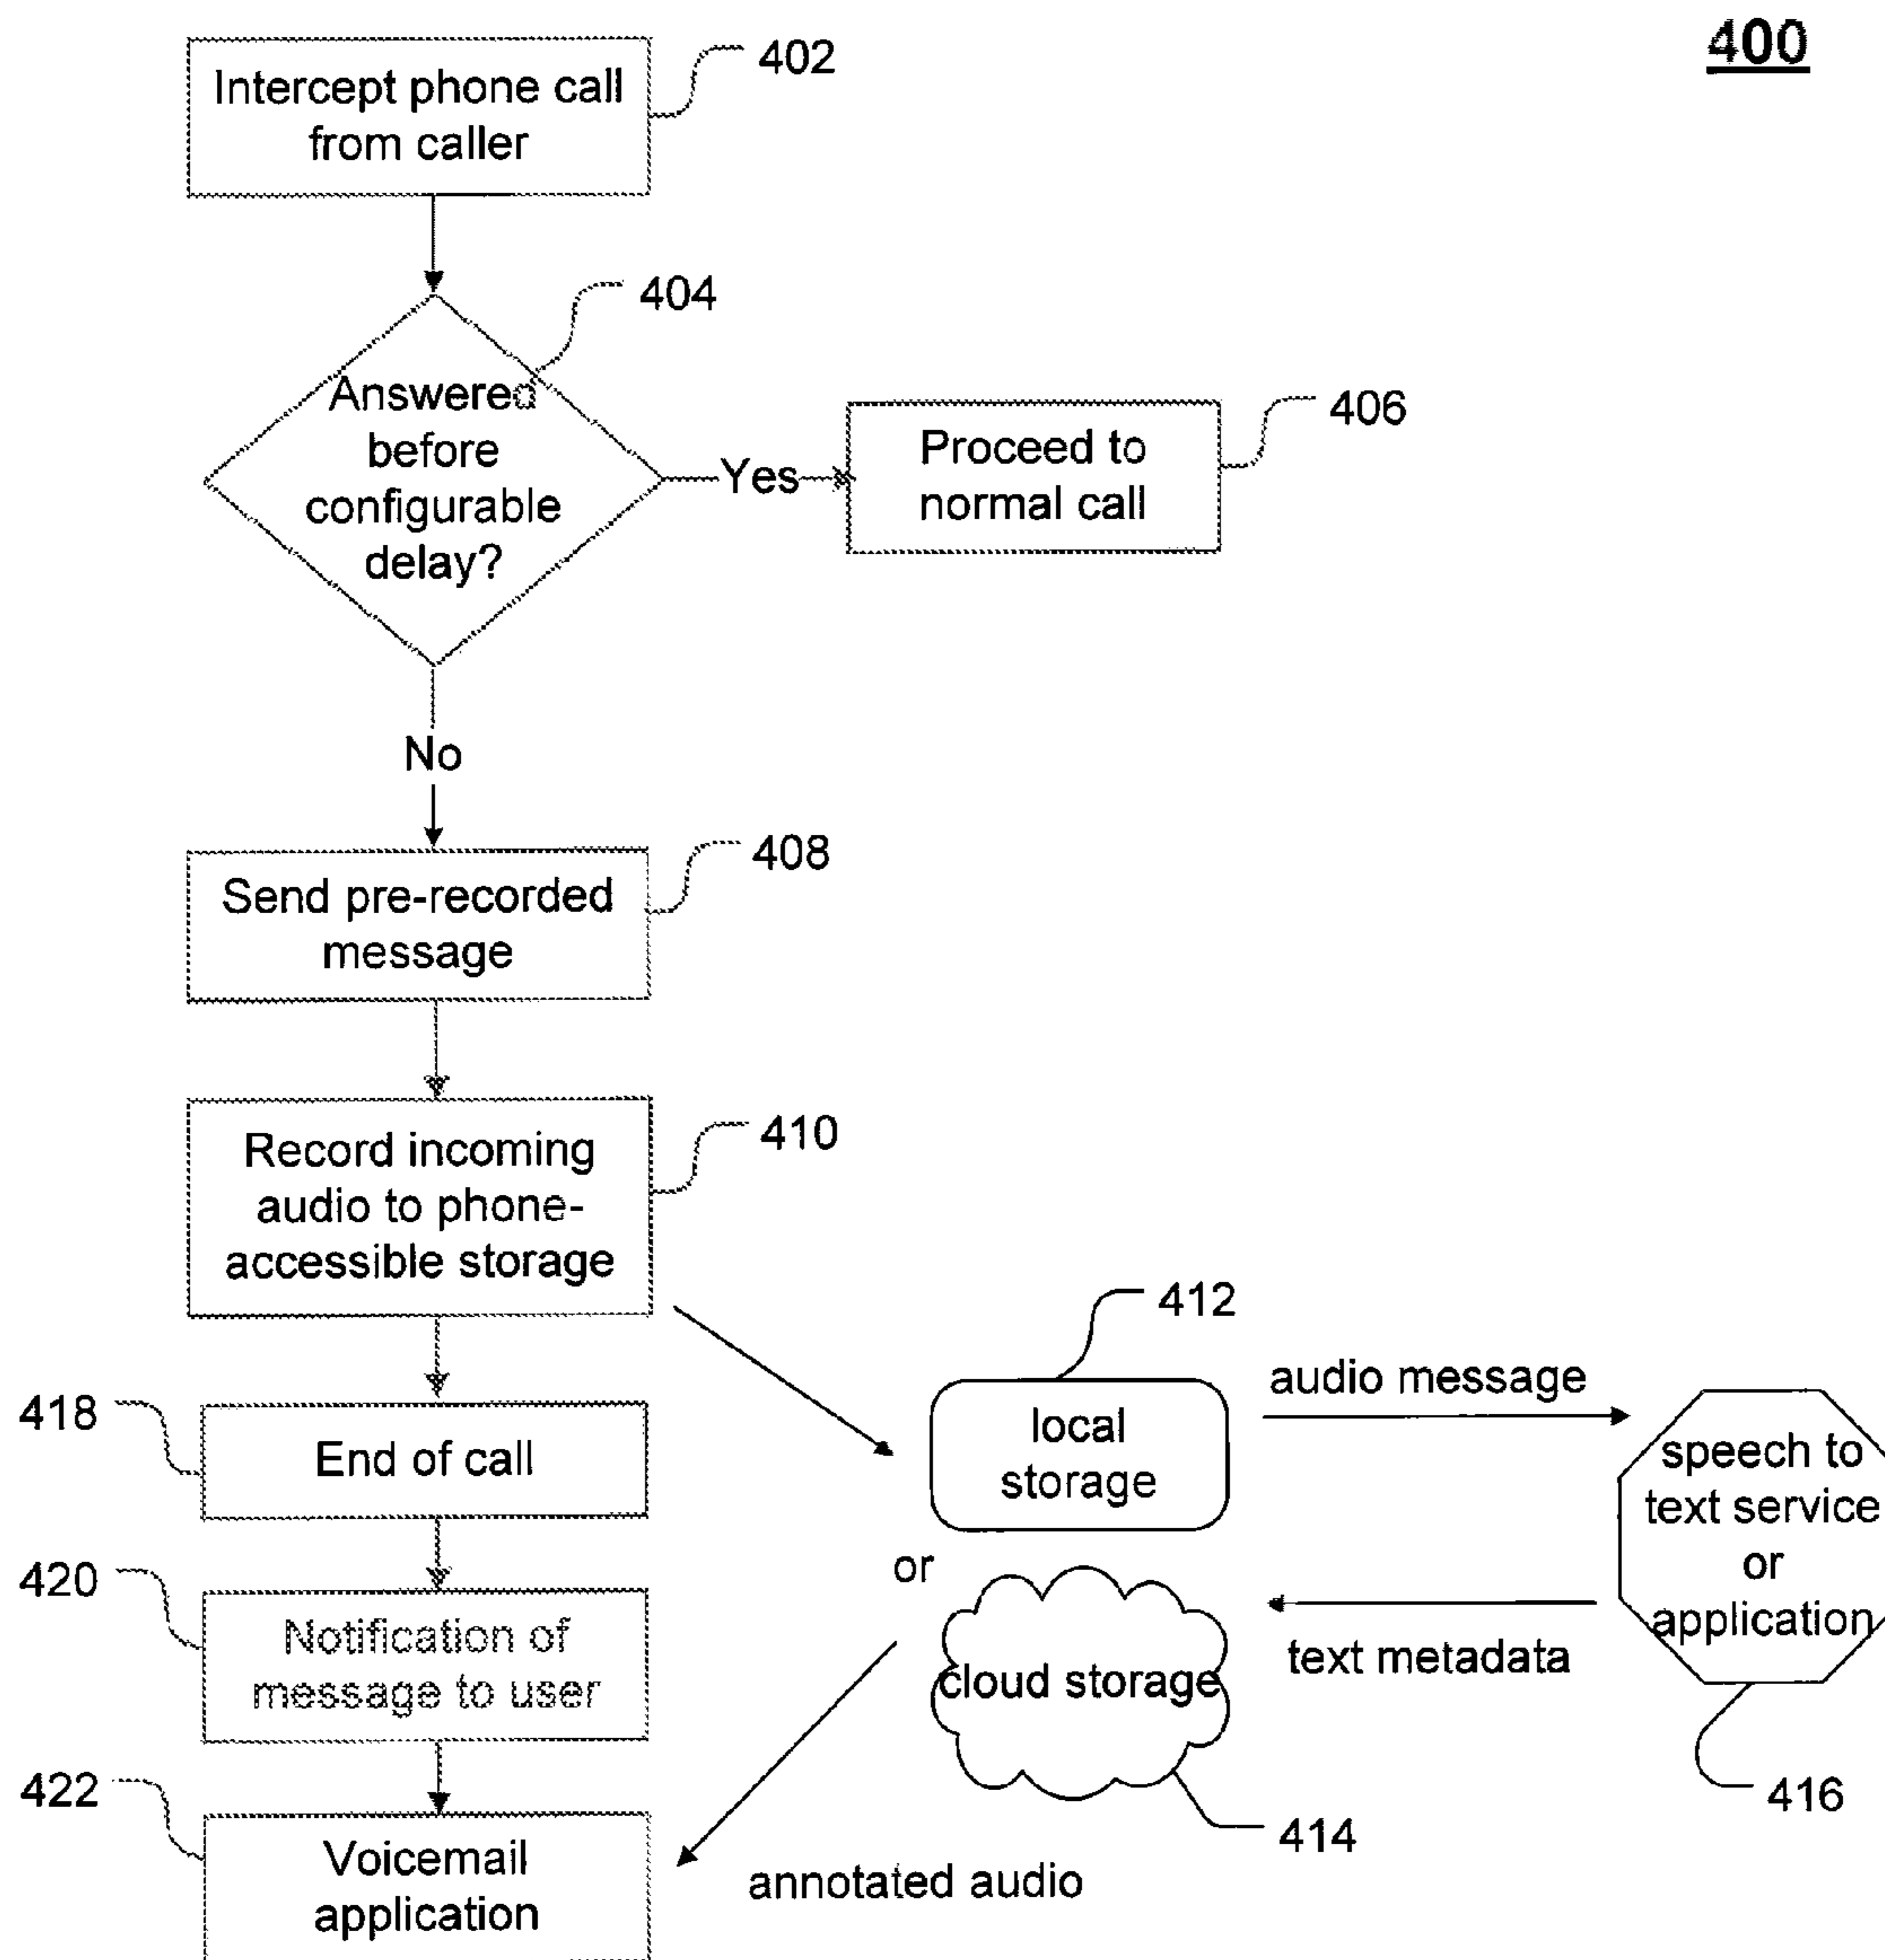 400
402
Intercept phone call
from caller
404
Answered
before
configurable
delay?
Yes
406
Proceed to
normal call
No
408
Send pre-recorded
message
410
Record incoming
audio to phone-
accessible storage
412
local
storage
audio message
speech to
text service
or
application
418
End of call
or
420
Notification of
message to user
cloud storage
text metadata
416
414
422
Voicemail
application
annotated audio